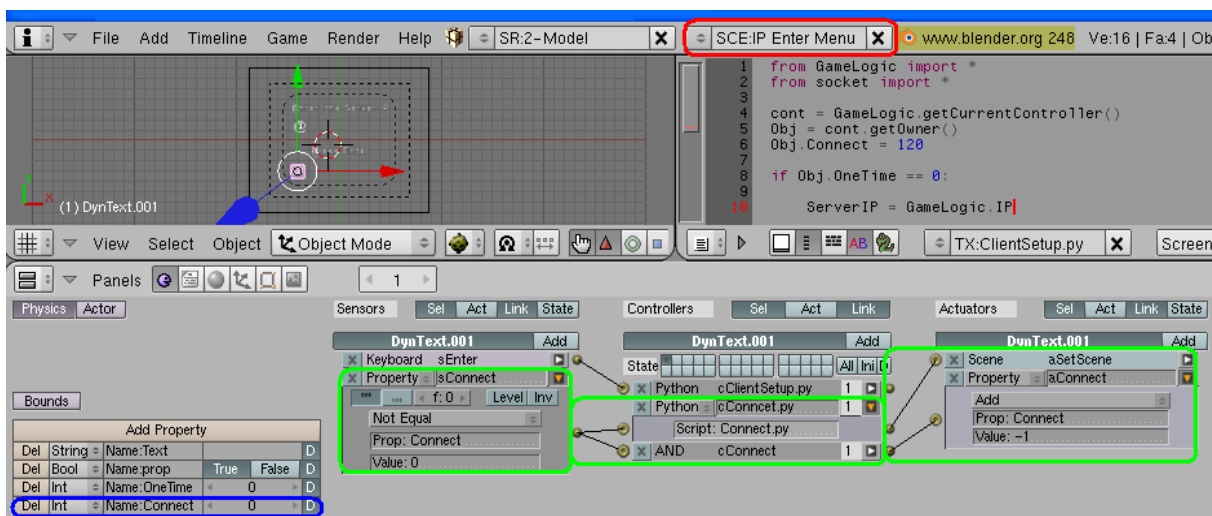 File Add Timeline Game Render Help SR:2-Model X SCE:IP Enter Menu X www.blender.org 248 Ve:16 | Fa:4 | Ob
1 from GameLogic import *
2 from socket import *
3
4 cont = GameLogic.getCurrentController()
5 Obj = cont.getOwner()
6 Obj.Connect = 120
7
8 if Obj.OneTime == 0:
9
10 ServerIP = GameLogic.IP
(1) DynText.001
View Select Object Object Mode AB TX:ClientSetup.py X Screen
Panels 1
Physics Actor Sensors Sel Act Link State Controllers Sel Act Link Actuators Sel Act Link State
DynText.001 Add DynText.001 Add DynText.001 Add
X Keyboard sEnter State All Ini D X Scene aSetScene
X Property sConnect X Python cClientSetup.py 1 X Property aConnect
f:0 Level Inv X Python cConncet.py 1 Add
Bounds Not Equal Script: Connect.py Prop: Connect
Add Property Prop: Connect X AND cConnect 1 Value: -1
Del String Name:Text D Value: 0
Del Bool Name:prop True False D
Del Int Name:OneTime 0 D
Del Int Name:Connect 0 D